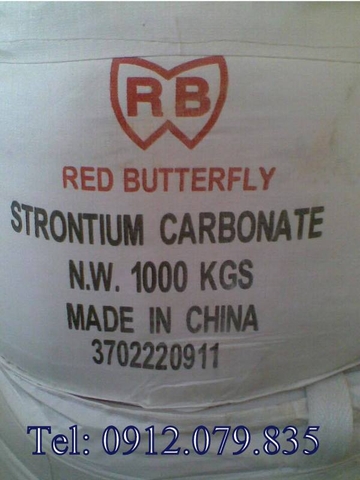 RB
RED BUTTERFLY
STRONTIUM CARBONATE
N.W. 1000 KGS
MADE IN CHINA
3702220911
Tel: 0912.079.835